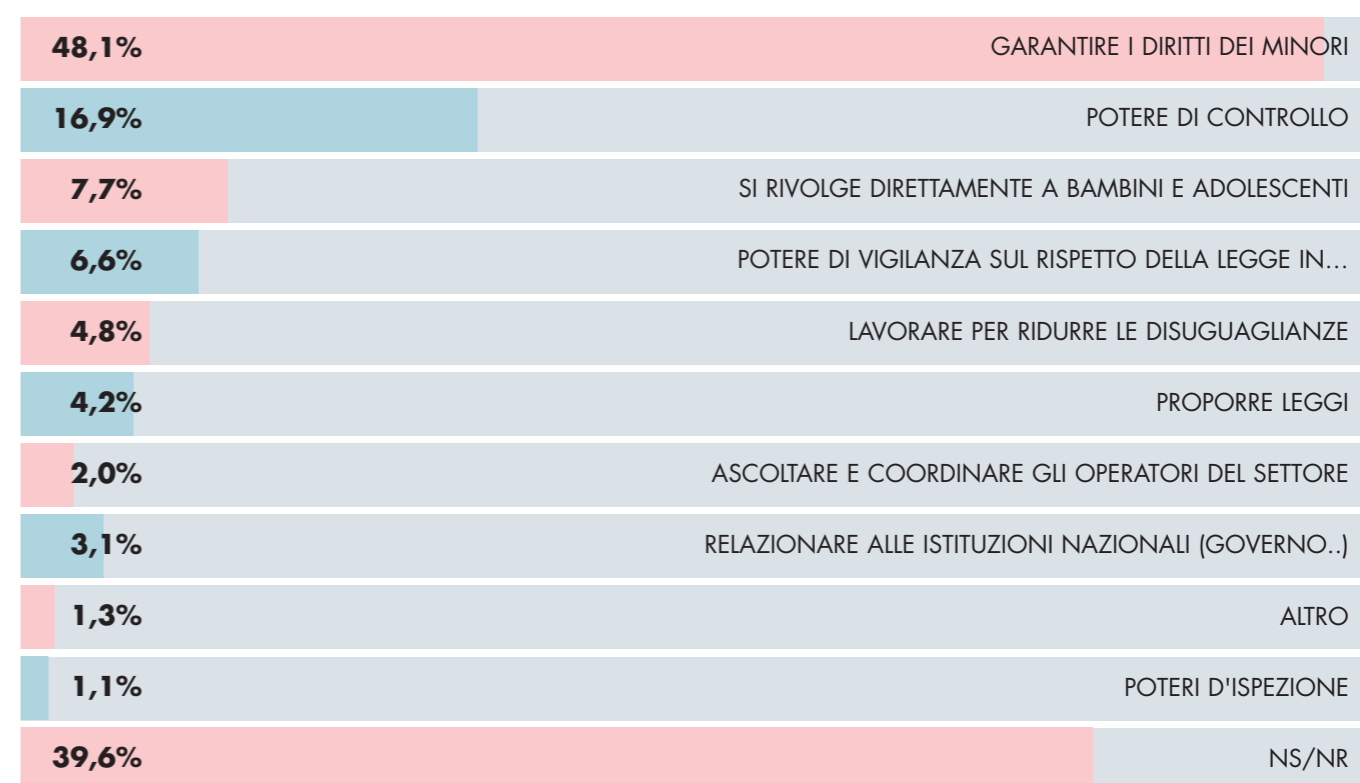 48,1% GARANTIRE I DIRITTI DEI MINORI
16,9% POTERE DI CONTROLLO
7,7% SI RIVOLGE DIRETTAMENTE A BAMBINI E ADOLESCENTI
6,6% POTERE DI VIGILANZA SUL RISPETTO DELLA LEGGE IN...
4,8% LAVORARE PER RIDURRE LE DISUGUAGLIANZE
4,2% PROPORRE LEGGI
2,0% ASCOLTARE E COORDINARE GLI OPERATORI DEL SETTORE
3,1% RELAZIONARE ALLE ISTITUZIONI NAZIONALI (GOVERNO..)
1,3% ALTRO
1,1% POTERI D'ISPEZIONE
39,6% NS/NR